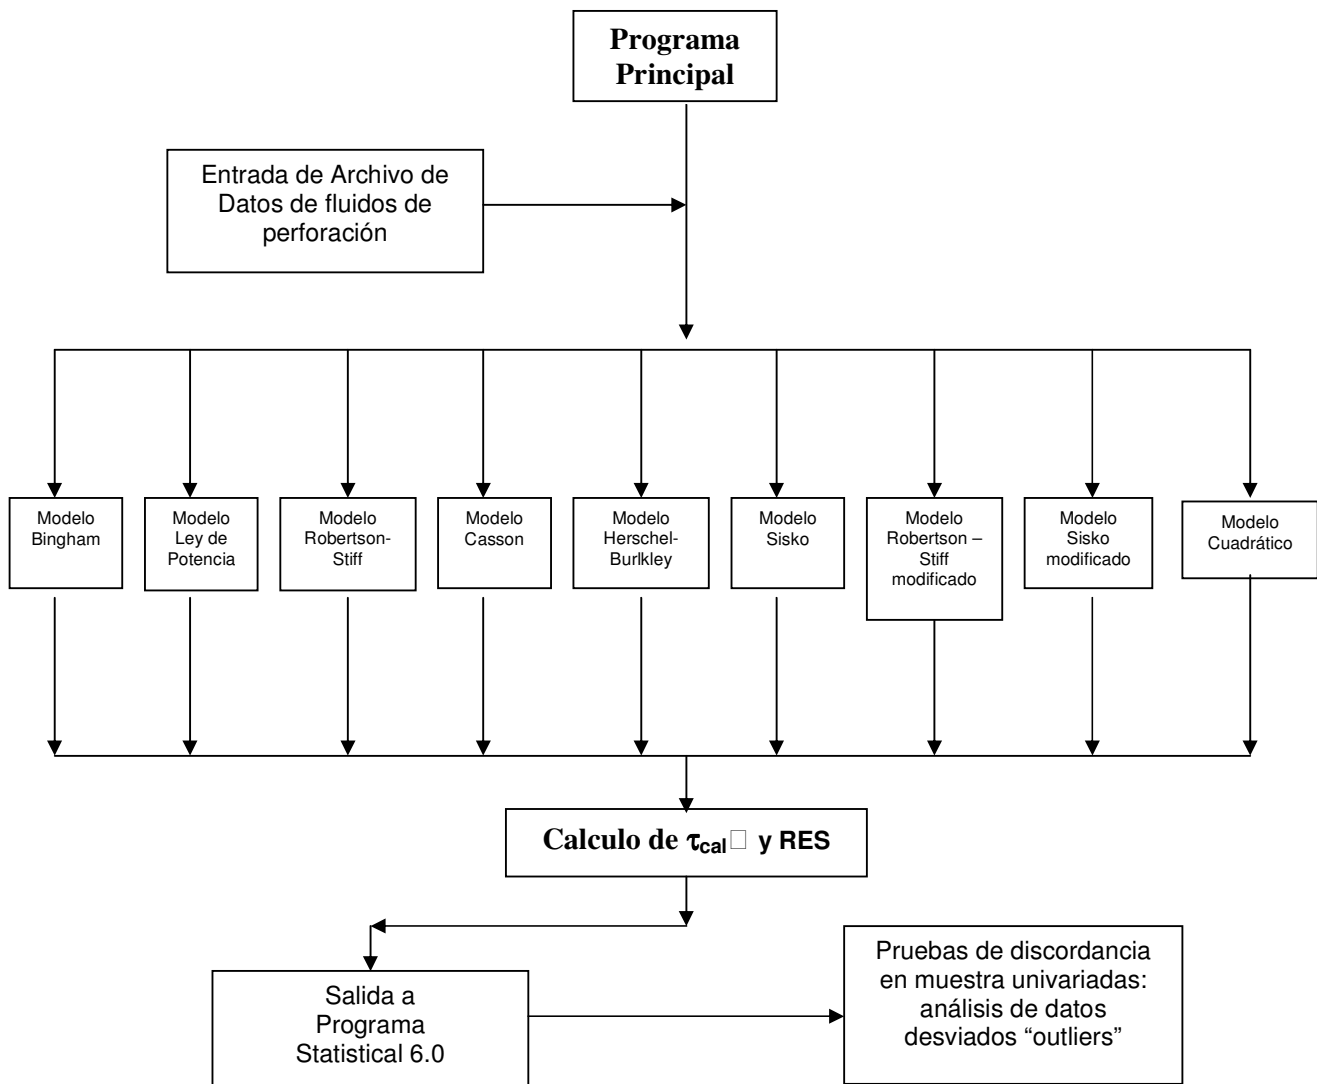 Programa
Principal
Entrada de Archivo de
Datos de fluidos de
perforación
Modelo
Bingham
Modelo
Ley de
Potencia
Modelo
Robertson-
Stiff
Modelo
Casson
Modelo
Herschel-
Burlkley
Modelo
Sisko
Modelo
Robertson –
Stiff
modificado
Modelo
Sisko
modificado
Modelo
Cuadrático
Calculo de τcal□ y RES
Salida a
Programa
Statistical 6.0
Pruebas de discordancia
en muestra univariadas:
análisis de datos
desviados “outliers”